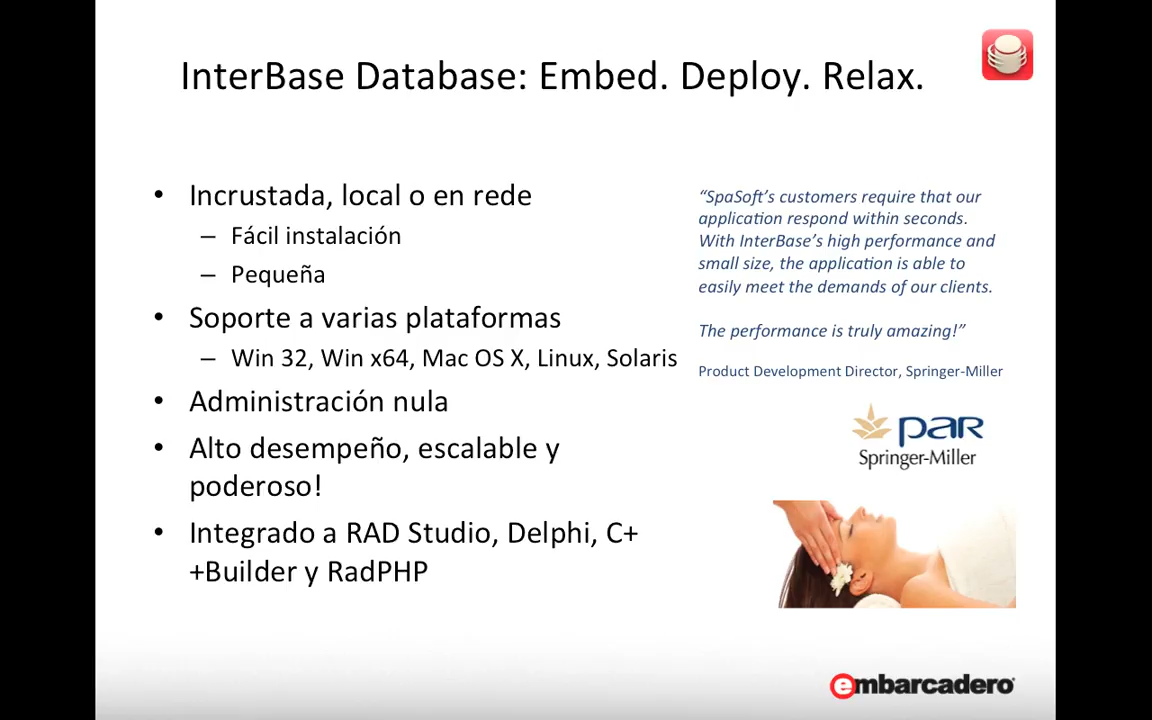 InterBase Database: Embed. Deploy. Relax.
• Incrustada, local o en rede
– Fácil instalación
– Pequeña
• Soporte a varias plataformas
– Win 32, Win x64, Mac OS X, Linux, Solaris
• Administración nula
• Alto desempeño, escalable y
poderoso!
• Integrado a RAD Studio, Delphi, C+
+Builder y RadPHP
“SpaSoft’s customers require that our
application respond within seconds.
With InterBase’s high performance and
small size, the application is able to
easily meet the demands of our clients.
The performance is truly amazing!”
Product Development Director, Springer-Miller
par
Springer-Miller
embarcadero